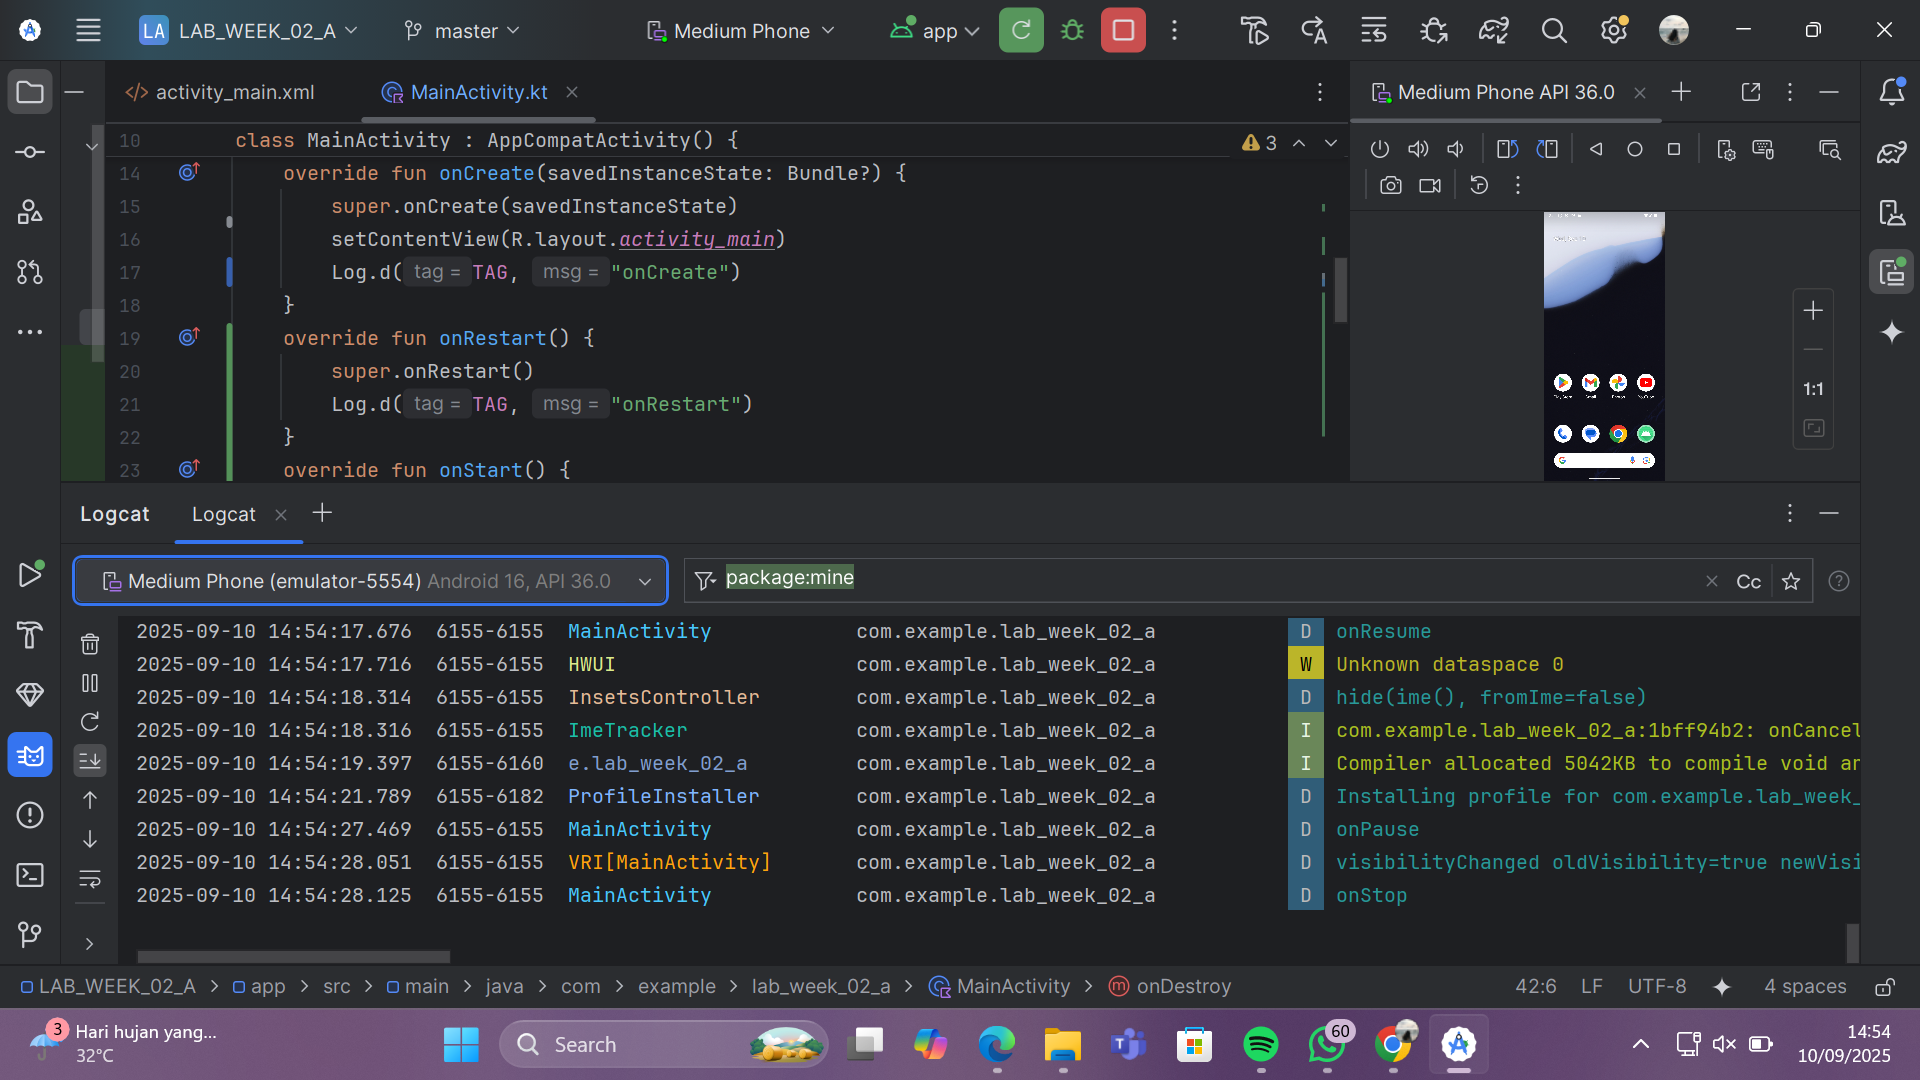 LA LAB_WEEK_02_A master Medium Phone app
activity_main.xml MainActivity.kt Medium Phone API 36.0
10 class MainActivity : AppCompatActivity() { 3
14 override fun onCreate(savedInstanceState: Bundle?) {
15 super.onCreate(savedInstanceState)
16 setContentView(R.layout.activity_main)
17 Log.d( tag = TAG, msg = "onCreate")
18 }
19 override fun onRestart() {
20 super.onRestart()
21 Log.d( tag = TAG, msg = "onRestart")
22 }
23 override fun onStart() {
1:1
Logcat Logcat
Medium Phone (emulator-5554) Android 16, API 36.0 package:mine Cc
2025-09-10 14:54:17.676 6155-6155 MainActivity com.example.lab_week_02_a D onResume
2025-09-10 14:54:17.716 6155-6155 HWUI com.example.lab_week_02_a W Unknown dataspace 0
2025-09-10 14:54:18.314 6155-6155 InsetsController com.example.lab_week_02_a D hide(ime(), fromIme=false)
2025-09-10 14:54:18.316 6155-6155 ImeTracker com.example.lab_week_02_a I com.example.lab_week_02_a:1bff94b2: onCancel
2025-09-10 14:54:19.397 6155-6160 e.lab_week_02_a com.example.lab_week_02_a I Compiler allocated 5042KB to compile void an
2025-09-10 14:54:21.789 6155-6182 ProfileInstaller com.example.lab_week_02_a D Installing profile for com.example.lab_week_
2025-09-10 14:54:27.469 6155-6155 MainActivity com.example.lab_week_02_a D onPause
2025-09-10 14:54:28.051 6155-6155 VRI[MainActivity] com.example.lab_week_02_a D visibilityChanged oldVisibility=true newVisi
2025-09-10 14:54:28.125 6155-6155 MainActivity com.example.lab_week_02_a D onStop
LAB_WEEK_02_A > app > src > main > java > com > example > lab_week_02_a > MainActivity > onDestroy 42:6 LF UTF-8 4 spaces
3 Hari hujan yang...
32°C
Search
60
14:54
10/09/2025